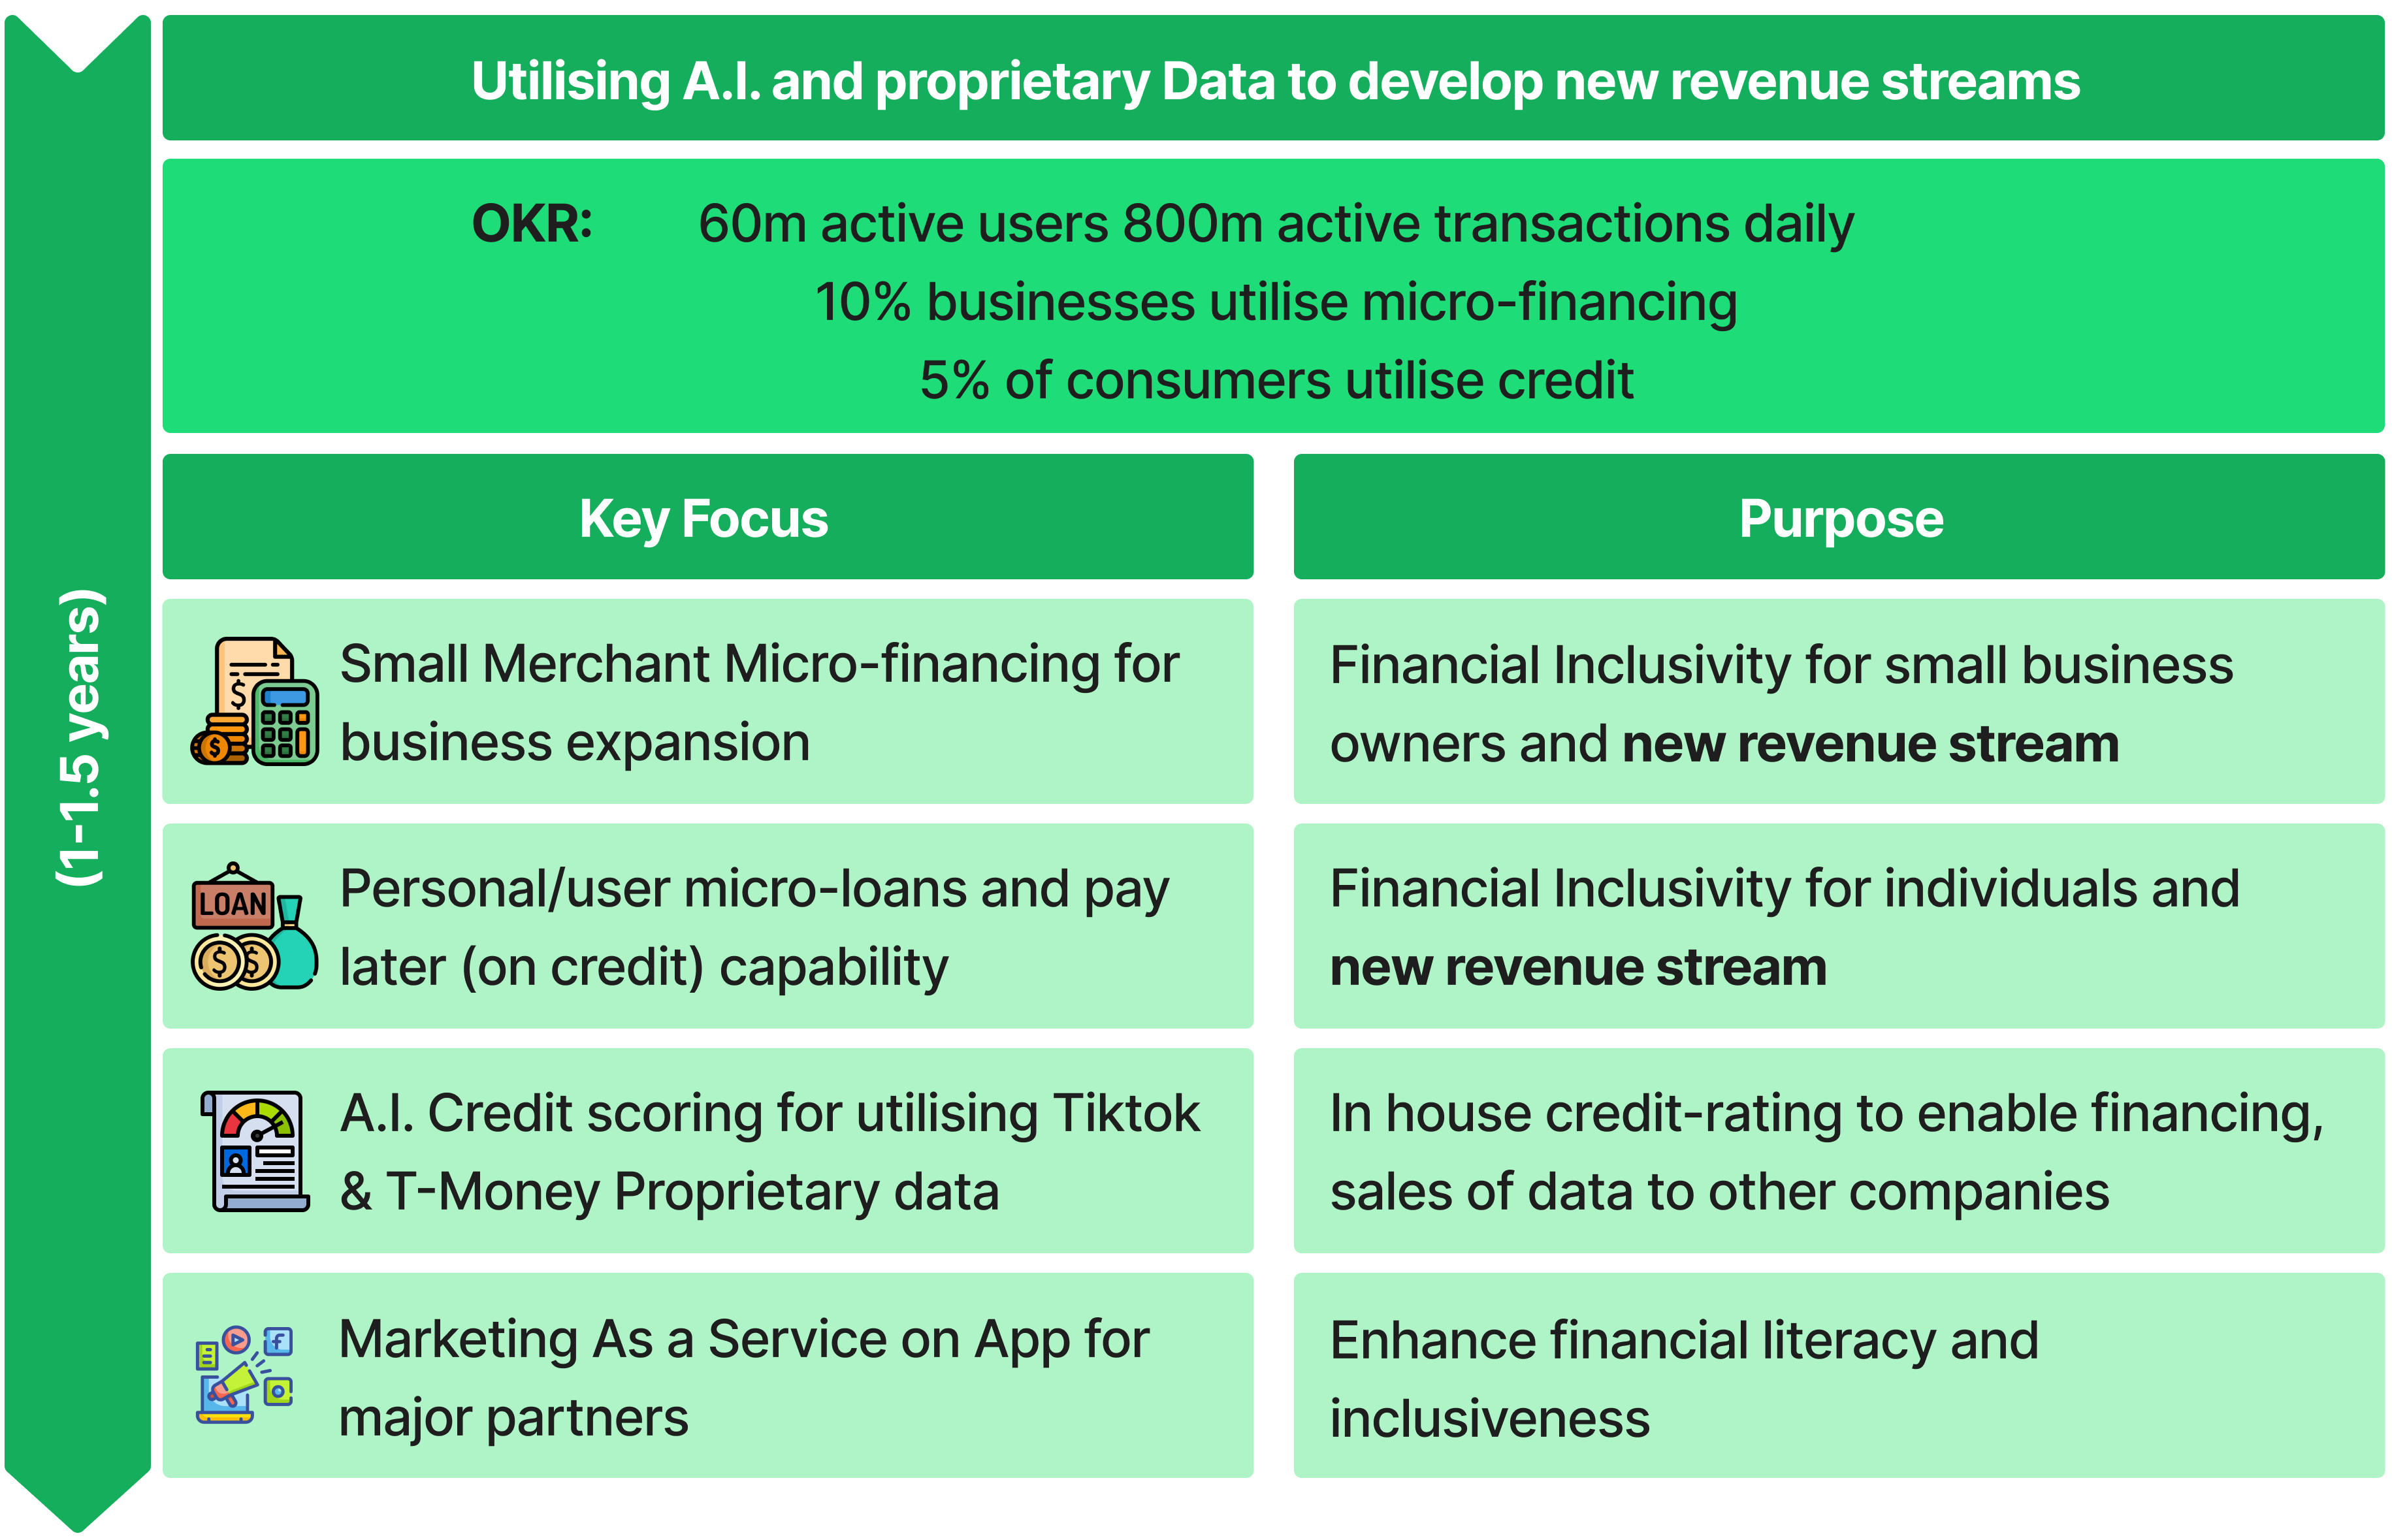 Utilising A.I. and proprietary Data to develop new revenue streams
OKR: 60m active users 800m active transactions daily
10% businesses utilise micro-financing
5% of consumers utilise credit
(1-1.5 years)
Key Focus
Purpose
Small Merchant Micro-financing for
business expansion
Financial Inclusivity for small business
owners and new revenue stream
LOAN
Personal/user micro-loans and pay
later (on credit) capability
Financial Inclusivity for individuals and
new revenue stream
A.I. Credit scoring for utilising Tiktok
& T-Money Proprietary data
In house credit-rating to enable financing,
sales of data to other companies
Marketing As a Service on App for
major partners
Enhance financial literacy and
inclusiveness